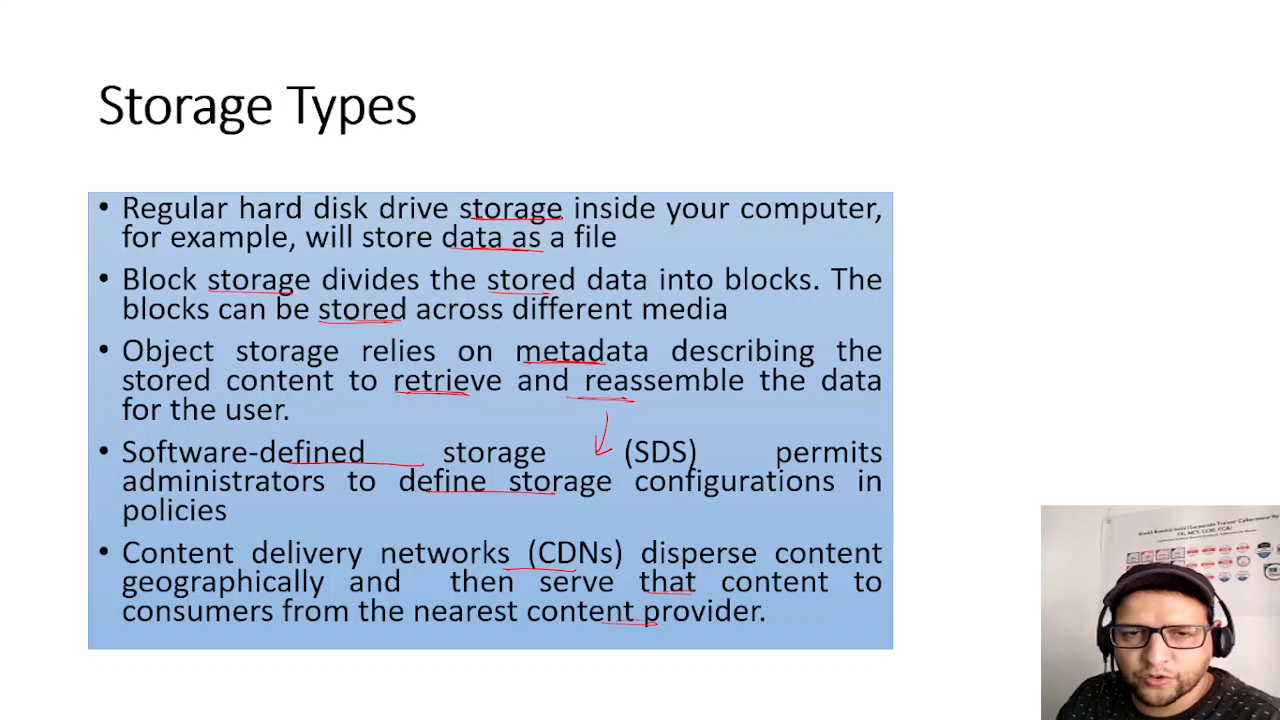 Storage Types
• Regular hard disk drive storage inside your computer,
for example, will store data as a file
• Block storage divides the stored data into blocks. The
blocks can be stored across different media
• Object storage relies on metadata describing the
stored content to retrieve and reassemble the data
for the user.
• Software-defined storage (SDS) permits
administrators to define storage configurations in
policies
• Content delivery networks (CDNs) disperse content
geographically and then serve that content to
consumers from the nearest content provider.